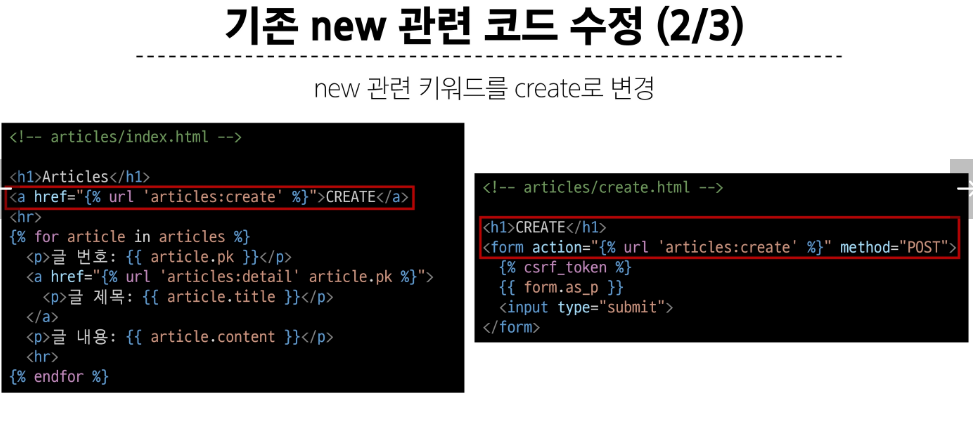 기존 new 관련 코드 수정 (2/3)
new 관련 키워드를 create로 변경
<!-- articles/index.html -->
<h1>Articles</h1>
<a href="{% url 'articles:create' %}">CREATE</a>
<hr>
{% for article in articles %}
  <p>글 번호: {{ article.pk }}</p>
  <a href="{% url 'articles:detail' article.pk %}">
    <p>글 제목: {{ article.title }}</p>
  </a>
  <p>글 내용: {{ article.content }}</p>
  <hr>
{% endfor %}
<!-- articles/create.html -->
<h1>CREATE</h1>
<form action="{% url 'articles:create' %}" method="POST">
  {% csrf_token %}
  {{ form.as_p }}
  <input type="submit">
</form>